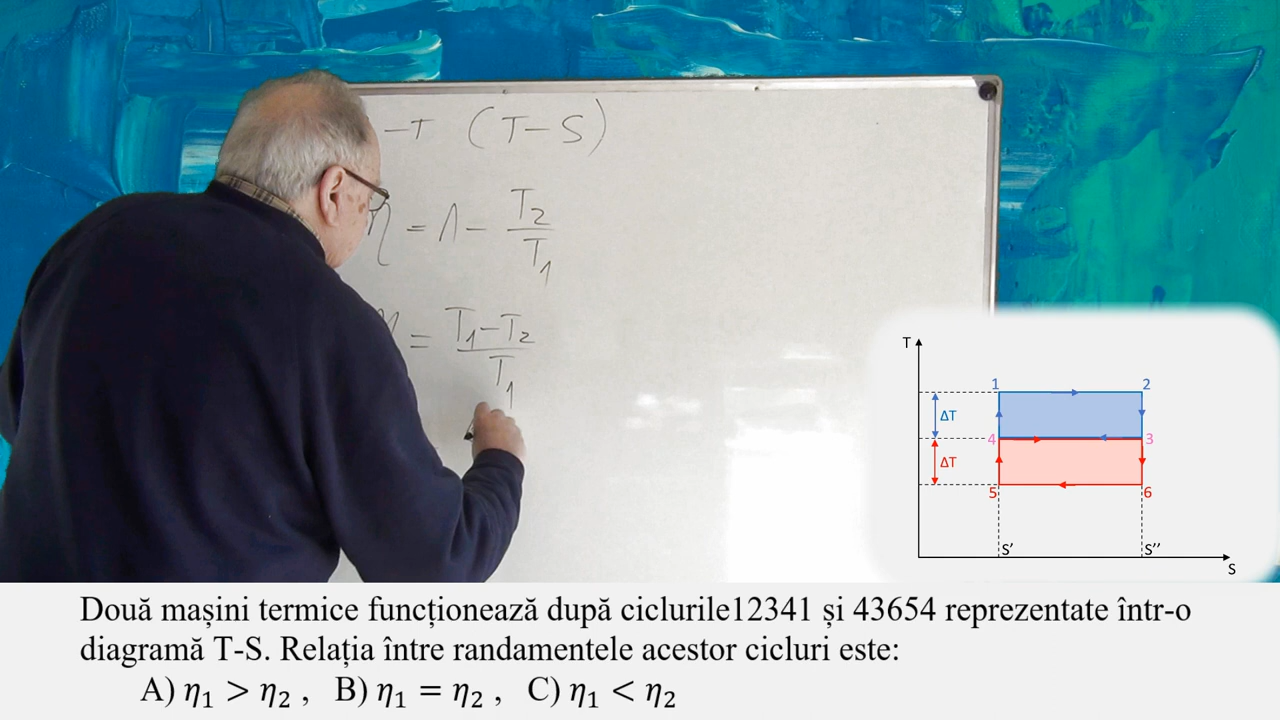 -T (T-S)
η = 1 - T₂/T₁
η = T₁-T₂/T₁
T
1
2
ΔT
4
3
ΔT
5
6
S’
S’’
S
Două mașini termice funcționează după ciclurile12341 și 43654 reprezentate într-o
diagramă T-S. Relația între randamentele acestor cicluri este:
A) η₁ > η₂ , B) η₁ = η₂ , C) η₁ < η₂